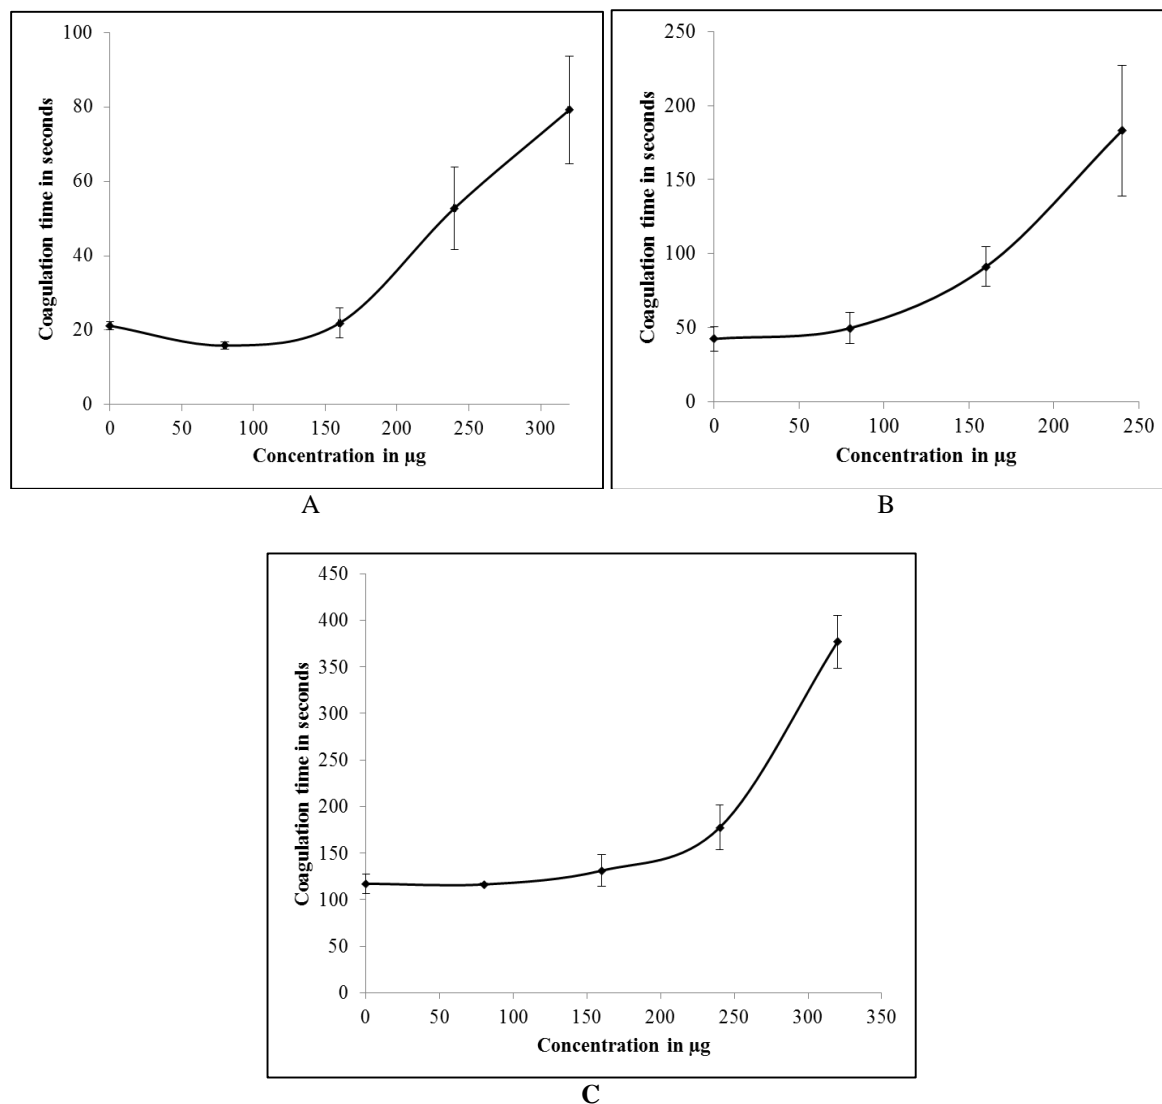 100
80
60
40
20
0
Coagulation time in seconds
0 50 100 150 200 250 300
Concentration in µg
A
250
200
150
100
50
0
Coagulation time in seconds
0 50 100 150 200 250
Concentration in µg
B
450
400
350
300
250
200
150
100
50
0
Coagulation time in seconds
0 50 100 150 200 250 300 350
Concentration in µg
C